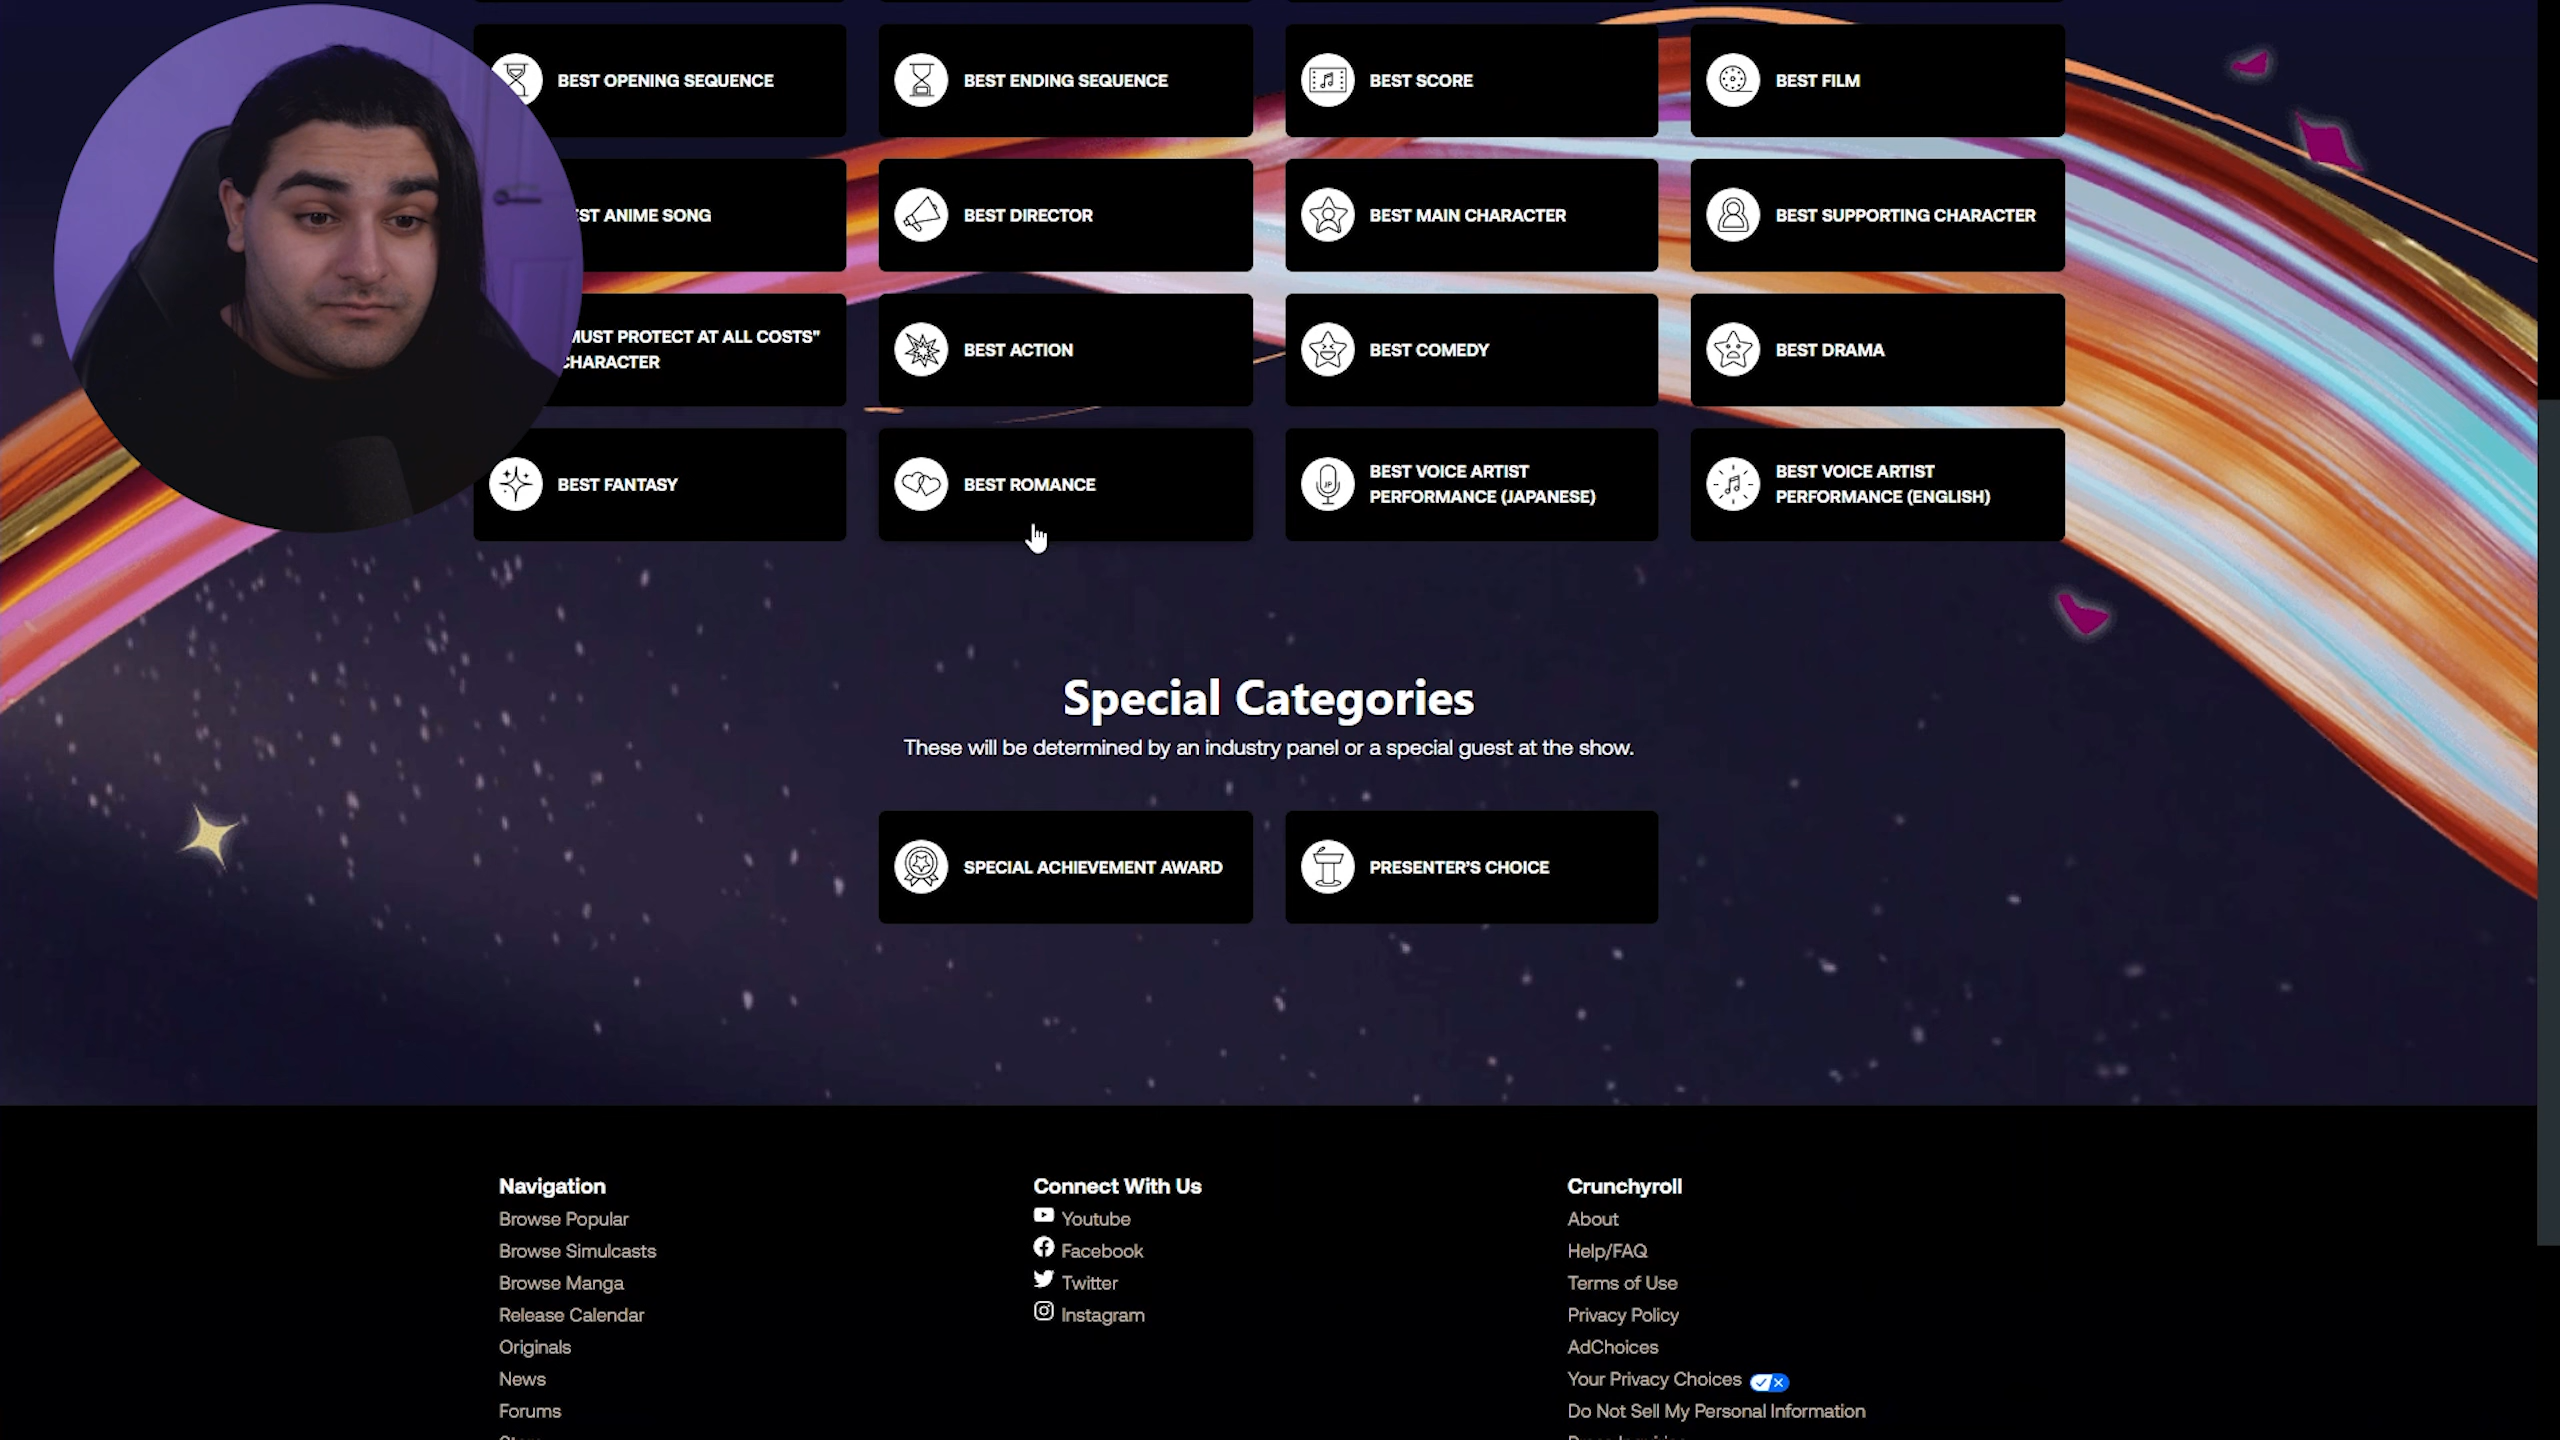 BEST OPENING SEQUENCE
BEST ENDING SEQUENCE
BEST SCORE
BEST FILM
ANIME SONG
BEST DIRECTOR
BEST MAIN CHARACTER
BEST SUPPORTING CHARACTER
MUST PROTECT AT ALL COSTS"
CHARACTER
BEST ACTION
BEST COMEDY
BEST DRAMA
BEST FANTASY
BEST ROMANCE
BEST VOICE ARTIST
PERFORMANCE (JAPANESE)
BEST VOICE ARTIST
PERFORMANCE (ENGLISH)
Special Categories
These will be determined by an industry panel or a special guest at the show.
SPECIAL ACHIEVEMENT AWARD
PRESENTER'S CHOICE
Navigation
Browse Popular
Browse Simulcasts
Browse Manga
Release Calendar
Originals
News
Forums
Connect With Us
Youtube
Facebook
Twitter
Instagram
Crunchyroll
About
Help/FAQ
Terms of Use
Privacy Policy
AdChoices
Your Privacy Choices
Do Not Sell My Personal Information